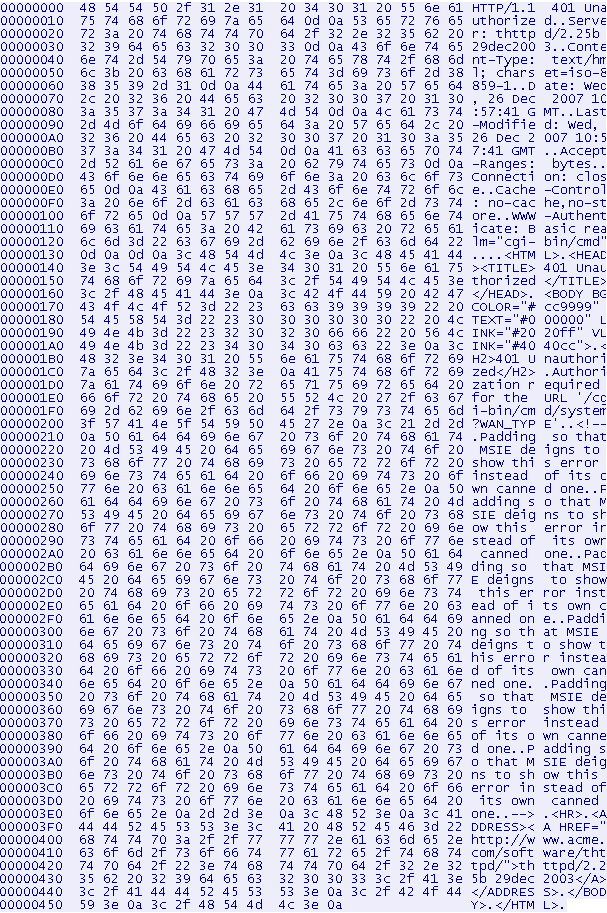 00000000 48 54 54 50 2f 31 2e 31 20 34 30 31 20 55 6e 61 HTTP/1.1 401 Una
00000010 75 74 68 6f 72 69 7a 65 64 0d 0a 53 65 72 76 65 uthorize d..Serve
00000020 72 3a 20 74 68 74 74 70 64 2f 32 2e 32 35 62 20 r: thttp d/2.25b
00000030 32 39 64 65 63 32 30 30 33 0d 0a 43 6f 6e 74 65 29dec200 3..Conte
00000040 6e 74 2d 54 79 70 65 3a 20 74 65 78 74 2f 68 6d nt-Type: text/hm
00000050 6c 3b 20 63 68 61 72 73 65 74 3d 69 73 6f 2d 38 l; chars et=iso-8
00000060 38 35 39 2d 31 0d 0a 44 61 74 65 3a 20 57 65 64 859-1..D ate: Wed
00000070 2c 20 32 36 20 44 65 63 20 32 30 30 37 20 31 30 , 26 Dec 2007 10
00000080 3a 35 37 3a 34 31 20 47 4d 54 0d 0a 4c 61 73 74 :57:41 G MT..Last
00000090 2d 4d 6f 64 69 66 69 65 64 3a 20 57 65 64 2c 20 -Modifie d: Wed,
000000A0 32 36 20 44 65 63 20 32 30 30 37 20 31 30 3a 35 26 Dec 2 007 10:5
000000B0 37 3a 34 31 20 47 4d 54 0d 0a 41 63 63 65 70 74 7:41 GMT ..Accept
000000C0 2d 52 61 6e 67 65 73 3a 20 62 79 74 65 73 0d 0a -Ranges: bytes..
000000D0 43 6f 6e 6e 65 63 74 69 6f 6e 3a 20 63 6c 6f 73 Connecti on: clos
000000E0 65 0d 0a 43 61 63 68 65 2d 43 6f 6e 74 72 6f 6c e..Cache -Control
000000F0 3a 20 6e 6f 2d 63 61 63 68 65 2c 6e 6f 2d 73 74 : no-cac he,no-st
00000100 6f 72 65 0d 0a 57 57 57 2d 41 75 74 68 65 6e 74 ore..WWW -Authent
00000110 69 63 61 74 65 3a 20 42 61 73 69 63 20 72 65 61 icate: B asic rea
00000120 6c 6d 3d 22 63 67 69 2d 62 69 6e 2f 63 6d 64 22 lm="cgi- bin/cmd"
00000130 0d 0a 0d 0a 3c 48 54 4d 4c 3e 0a 3c 48 45 41 44 ....<HTM L>.<HEAD
00000140 3e 3c 54 49 54 4c 45 3e 34 30 31 20 55 6e 61 75 ><TITLE> 401 Unau
00000150 74 68 6f 72 69 7a 65 64 3c 2f 54 49 54 4c 45 3e thorized </TITLE>
00000160 3c 2f 48 45 41 44 3e 0a 3c 42 4f 44 59 20 42 47 </HEAD>. <BODY BG
00000170 43 4f 4c 4f 52 3d 22 23 63 63 39 39 39 39 22 20 COLOR="# cc9999"
00000180 54 45 58 54 3d 22 23 30 30 30 30 30 30 22 20 4c TEXT="#0 00000" L
00000190 49 4e 4b 3d 22 23 32 30 32 30 66 66 22 20 56 4c INK="#20 20ff" VL
000001A0 49 4e 4b 3d 22 23 34 30 34 30 63 63 22 3e 0a 3c INK="#40 40cc">.<
000001B0 48 32 3e 34 30 31 20 55 6e 61 75 74 68 6f 72 69 H2>401 U nauthori
000001C0 7a 65 64 3c 2f 48 32 3e 0a 41 75 74 68 6f 72 69 zed</H2> .Authori
000001D0 7a 61 74 69 6f 6e 20 72 65 71 75 69 72 65 64 20 zation r equired
000001E0 66 6f 72 20 74 68 65 20 55 52 4c 20 27 2f 63 67 for the URL '/cg
000001F0 69 2d 62 69 6e 2f 63 6d 64 2f 73 79 73 74 65 6d i-bin/cm d/system
00000200 3f 57 41 4e 5f 54 59 50 45 27 2e 0a 3c 21 2d 2d ?WAN_TYP E'..<!--
00000210 0a 50 61 64 64 69 6e 67 20 73 6f 20 74 68 61 74 .Padding so that
00000220 20 4d 53 49 45 20 64 65 69 67 6e 73 20 74 6f 20 MSIE de igns to
00000230 73 68 6f 77 20 74 68 69 73 20 65 72 72 6f 72 20 show thi s error
00000240 69 6e 73 74 65 61 64 20 6f 66 20 69 74 73 20 6f instead of its o
00000250 77 6e 20 63 61 6e 6e 65 64 20 6f 6e 65 2e 0a 50 wn canne d one..P
00000260 61 64 64 69 6e 67 20 73 6f 20 74 68 61 74 20 4d adding s o that M
00000270 53 49 45 20 64 65 69 67 6e 73 20 74 6f 20 73 68 SIE deig ns to sh
00000280 6f 77 20 74 68 69 73 20 65 72 72 6f 72 20 69 6e ow this error in
00000290 73 74 65 61 64 20 6f 66 20 69 74 73 20 6f 77 6e stead of its own
000002A0 20 63 61 6e 6e 65 64 20 6f 6e 65 2e 0a 50 61 64 canned one..Pad
000002B0 64 69 6e 67 20 73 6f 20 74 68 61 74 20 4d 53 49 ding so that MSI
000002C0 45 20 64 65 69 67 6e 73 20 74 6f 20 73 68 6f 77 E deigns to show
000002D0 20 74 68 69 73 20 65 72 72 6f 72 20 69 6e 73 74 this er ror inst
000002E0 65 61 64 20 6f 66 20 69 74 73 20 6f 77 6e 20 63 ead of i ts own c
000002F0 61 6e 6e 65 64 20 6f 6e 65 2e 0a 50 61 64 64 69 anned on e..Paddi
00000300 6e 67 20 73 6f 20 74 68 61 74 20 4d 53 49 45 20 ng so th at MSIE
00000310 64 65 69 67 6e 73 20 74 6f 20 73 68 6f 77 20 74 deigns t o show t
00000320 68 69 73 20 65 72 72 6f 72 20 69 6e 73 74 65 61 his erro r instea
00000330 64 20 6f 66 20 69 74 73 20 6f 77 6e 20 63 61 6e d of its own can
00000340 6e 65 64 20 6f 6e 65 2e 0a 50 61 64 64 69 6e 67 ned one. .Padding
00000350 20 73 6f 20 74 68 61 74 20 4d 53 49 45 20 64 65 so that MSIE de
00000360 69 67 6e 73 20 74 6f 20 73 68 6f 77 20 74 68 69 igns to show thi
00000370 73 20 65 72 72 6f 72 20 69 6e 73 74 65 61 64 20 s error instead
00000380 6f 66 20 69 74 73 20 6f 77 6e 20 63 61 6e 6e 65 of its o wn canne
00000390 64 20 6f 6e 65 2e 0a 50 61 64 64 69 6e 67 20 73 d one..P adding s
000003A0 6f 20 74 68 61 74 20 4d 53 49 45 20 64 65 69 67 o that M SIE deig
000003B0 6e 73 20 74 6f 20 73 68 6f 77 20 74 68 69 73 20 ns to sh ow this
000003C0 65 72 72 6f 72 20 69 6e 73 74 65 61 64 20 6f 66 error in stead of
000003D0 20 69 74 73 20 6f 77 6e 20 63 61 6e 6e 65 64 20 its own canned
000003E0 6f 6e 65 2e 0a 2d 2d 3e 0a 3c 48 52 3e 0a 3c 41 one..--> .<HR>.<A
000003F0 44 44 52 45 53 53 3e 3c 41 20 48 52 45 46 3d 22 DDRESS>< A HREF="
00000400 68 74 74 70 3a 2f 2f 77 77 77 2e 61 63 6d 65 2e http://w ww.acme.
00000410 63 6f 6d 2f 73 6f 66 74 77 61 72 65 2f 74 68 74 com/soft ware/tht
00000420 74 70 64 2f 22 3e 74 68 74 74 70 64 2f 32 2e 32 tpd/">th ttpd/2.2
00000430 35 62 20 32 39 64 65 63 32 30 30 33 3c 2f 41 3e 5b 29dec 2003</A>
00000440 3c 2f 41 44 44 52 45 53 53 3e 0a 3c 2f 42 4f 44 </ADDRES S>.</BOD
00000450 59 3e 0a 3c 2f 48 54 4d 4c 3e 0a Y>.</HTM L>.